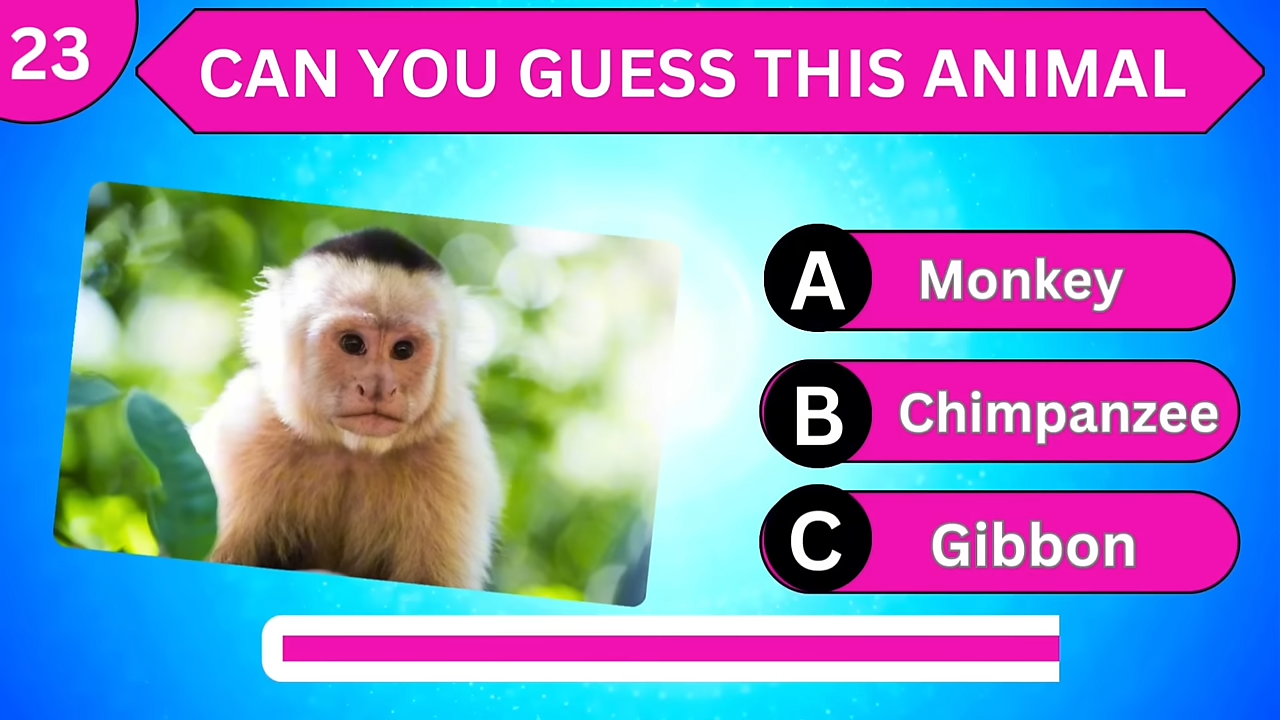 23
CAN YOU GUESS THIS ANIMAL
A Monkey
B Chimpanzee
C Gibbon